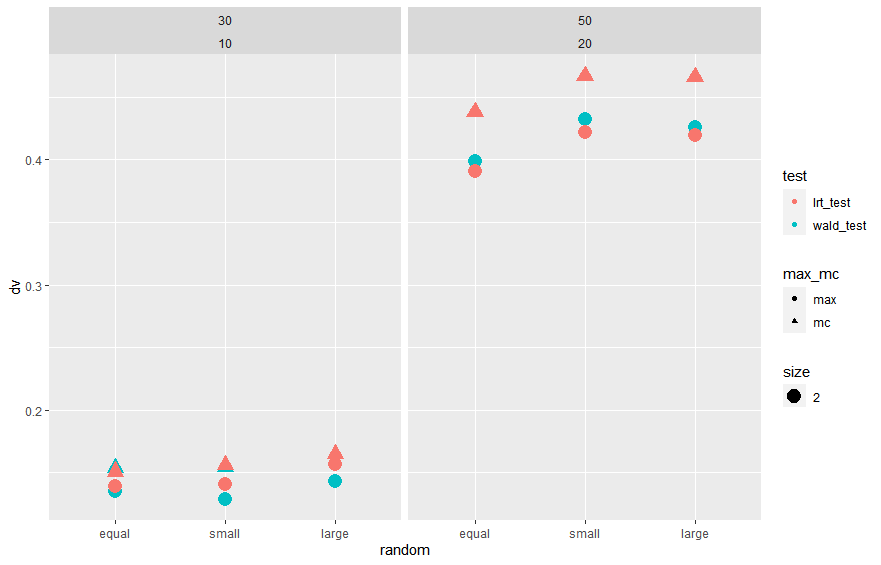 30
50
10
20
0.4
0.3
0.2
dv
equal
small
large
equal
small
large
random
test
lrt_test
wald_test
max_mc
max
mc
size
2